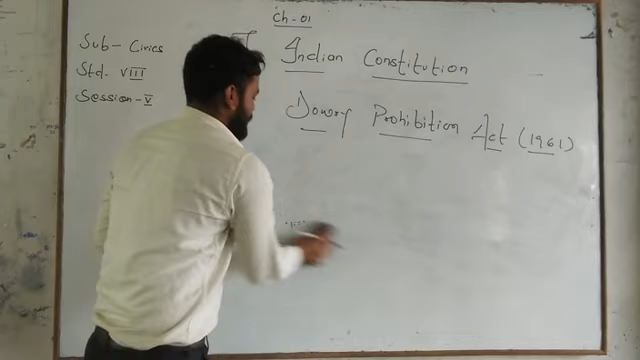 Ch-01
Sub- Civics
Std. VIII
Session-V
Indian Constitution
Dowry Prohibition Act (1961)